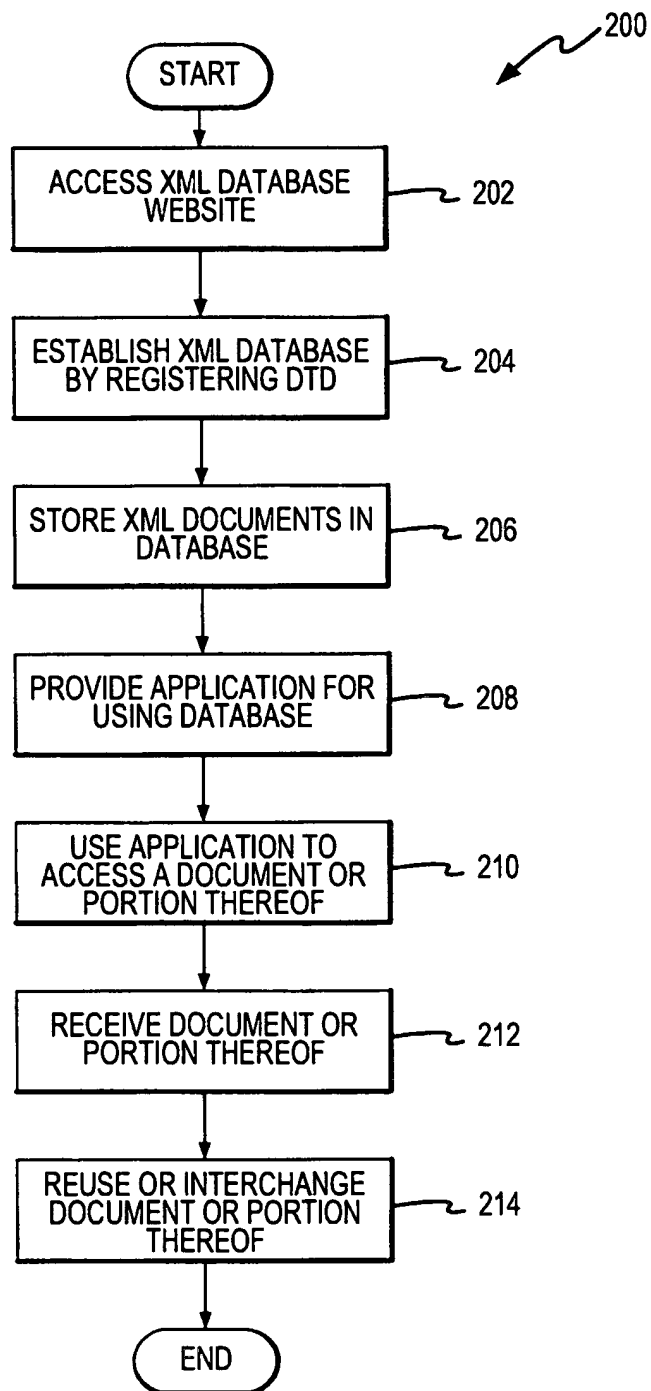 200
START
ACCESS XML DATABASE
WEBSITE
202
ESTABLISH XML DATABASE
BY REGISTERING DTD
204
STORE XML DOCUMENTS IN
DATABASE
206
PROVIDE APPLICATION FOR
USING DATABASE
208
USE APPLICATION TO
ACCESS A DOCUMENT OR
PORTION THEREOF
210
RECEIVE DOCUMENT OR
PORTION THEREOF
212
REUSE OR INTERCHANGE
DOCUMENT OR PORTION
THEREOF
214
END